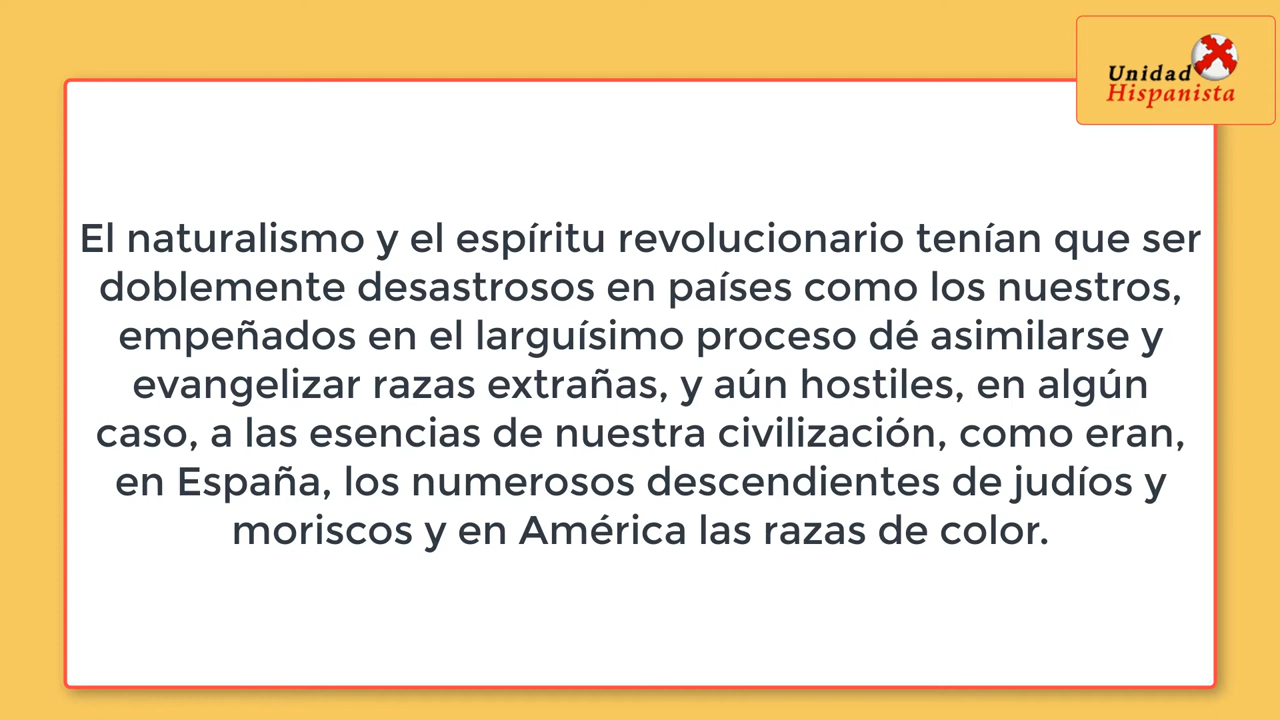 Unidad
Hispanista
El naturalismo y el espíritu revolucionario tenían que ser
doblemente desastrosos en países como los nuestros,
empeñados en el larguísimo proceso dé asimilarse y
evangelizar razas extrañas, y aún hostiles, en algún
caso, a las esencias de nuestra civilización, como eran,
en España, los numerosos descendientes de judíos y
moriscos y en América las razas de color.